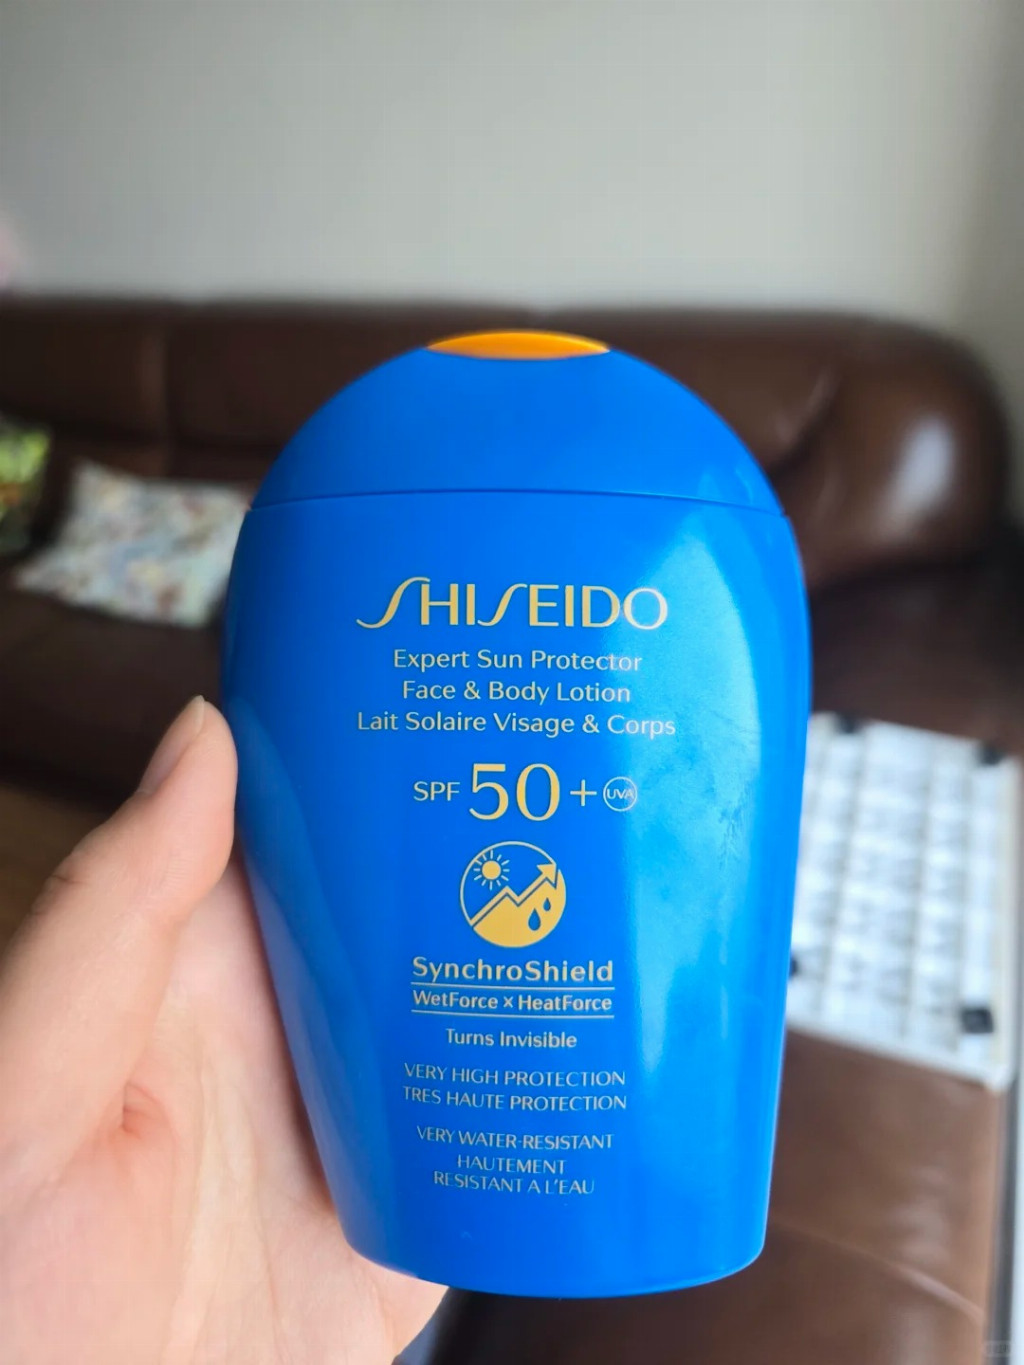 SHISEIDO
Expert Sun Protector
Face & Body Lotion
Lait Solaire Visage & Corps
SPF 50+ UVA
SynchroShield
WetForce × HeatForce
Turns Invisible
VERY HIGH PROTECTION
TRES HAUTE PROTECTION
VERY WATER-RESISTANT
HAUTEMENT
RESISTANT A L'EAU